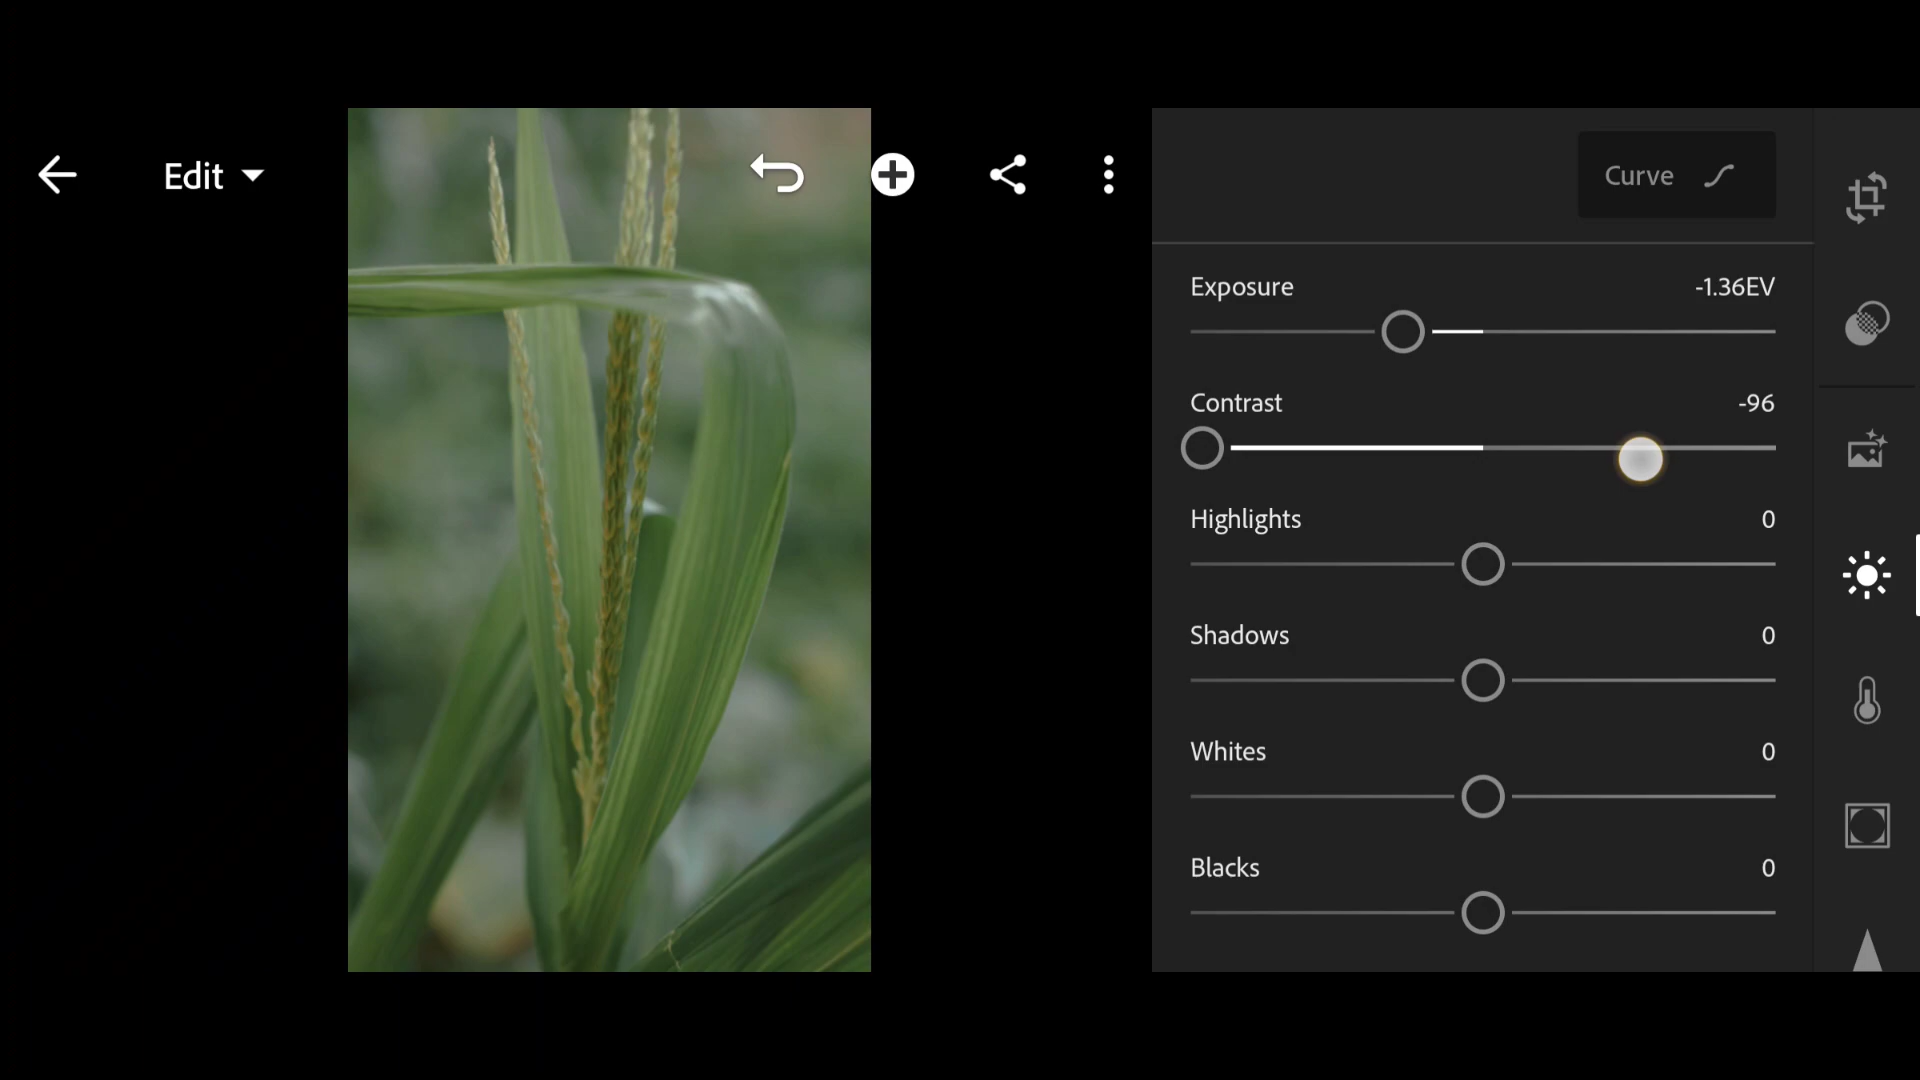 Edit
Curve
Exposure -1.36EV
Contrast -96
Highlights 0
Shadows 0
Whites 0
Blacks 0